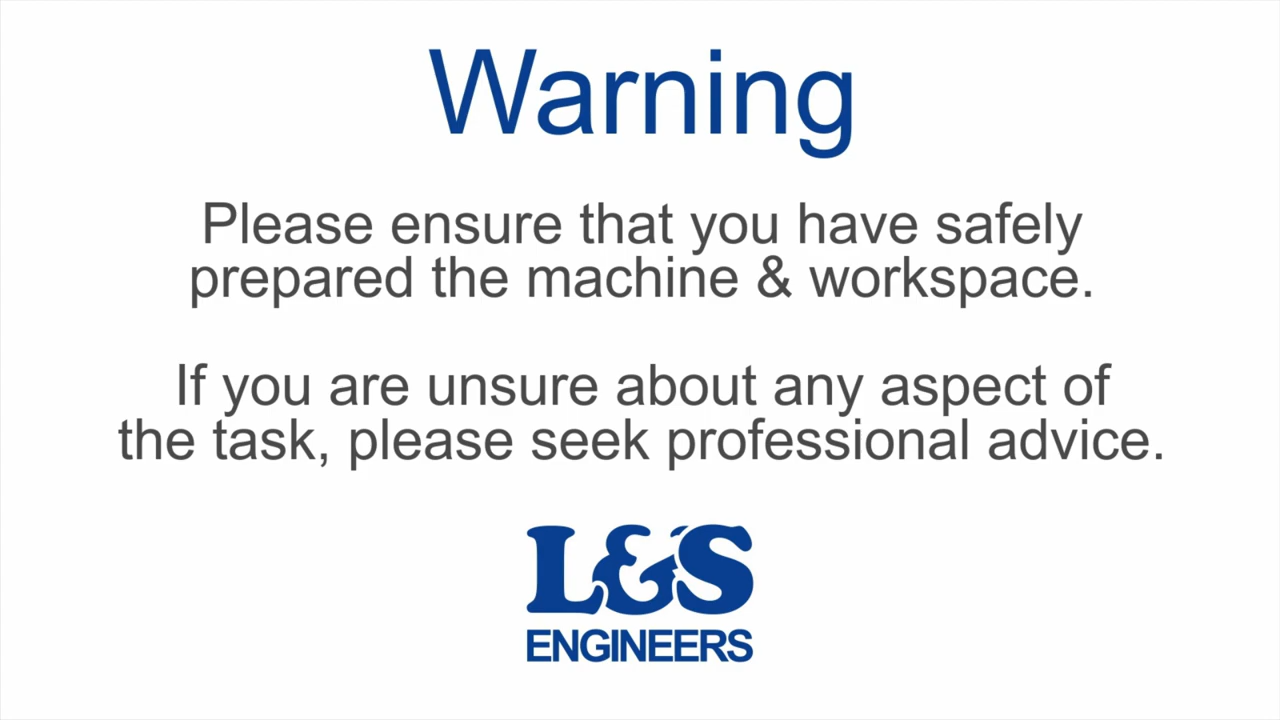 Warning
Please ensure that you have safely
prepared the machine & workspace.
If you are unsure about any aspect of
the task, please seek professional advice.
L&S
ENGINEERS